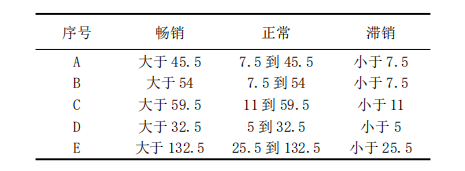 序号 畅销 正常 滞销
A 大于 45.5 7.5 到 45.5 小于 7.5
B 大于 54 7.5 到 54 小于 7.5
C 大于 59.5 11 到 59.5 小于 11
D 大于 32.5 5 到 32.5 小于 5
E 大于 132.5 25.5 到 132.5 小于 25.5